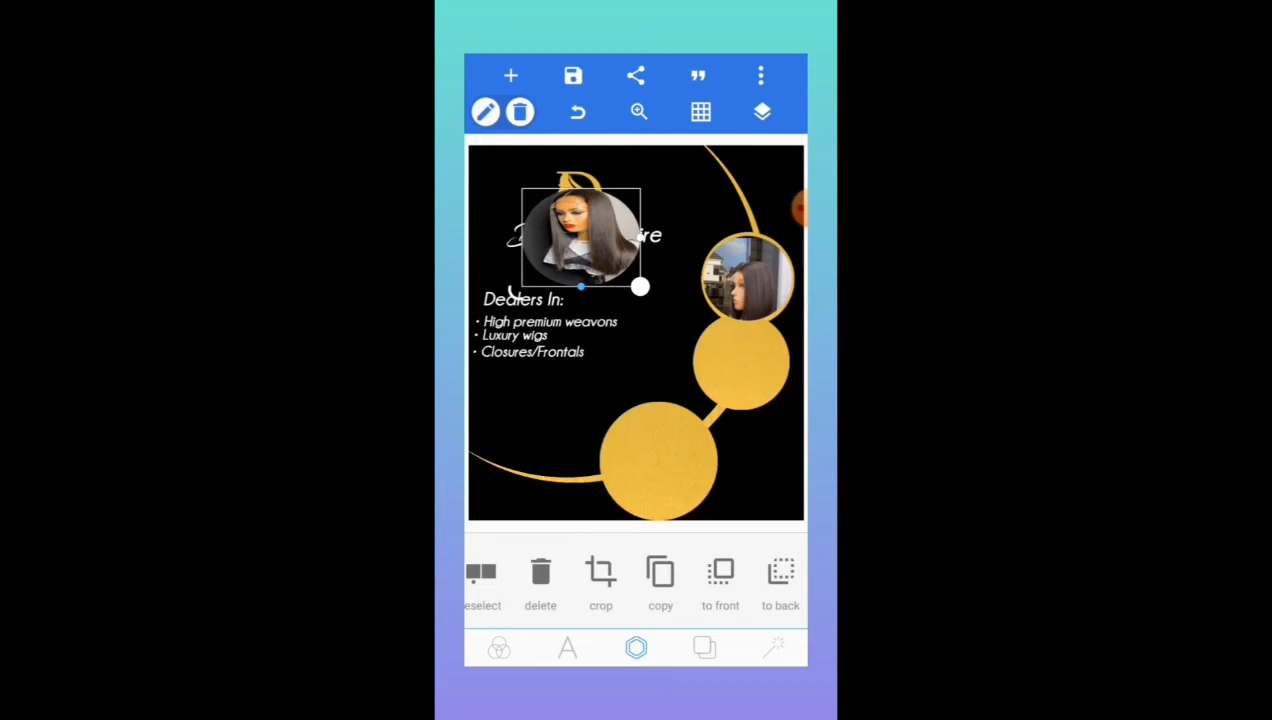 Dealers In:
• High premium weavons
• Luxury wigs
• Closures/Frontals
eselect delete crop copy to front to back